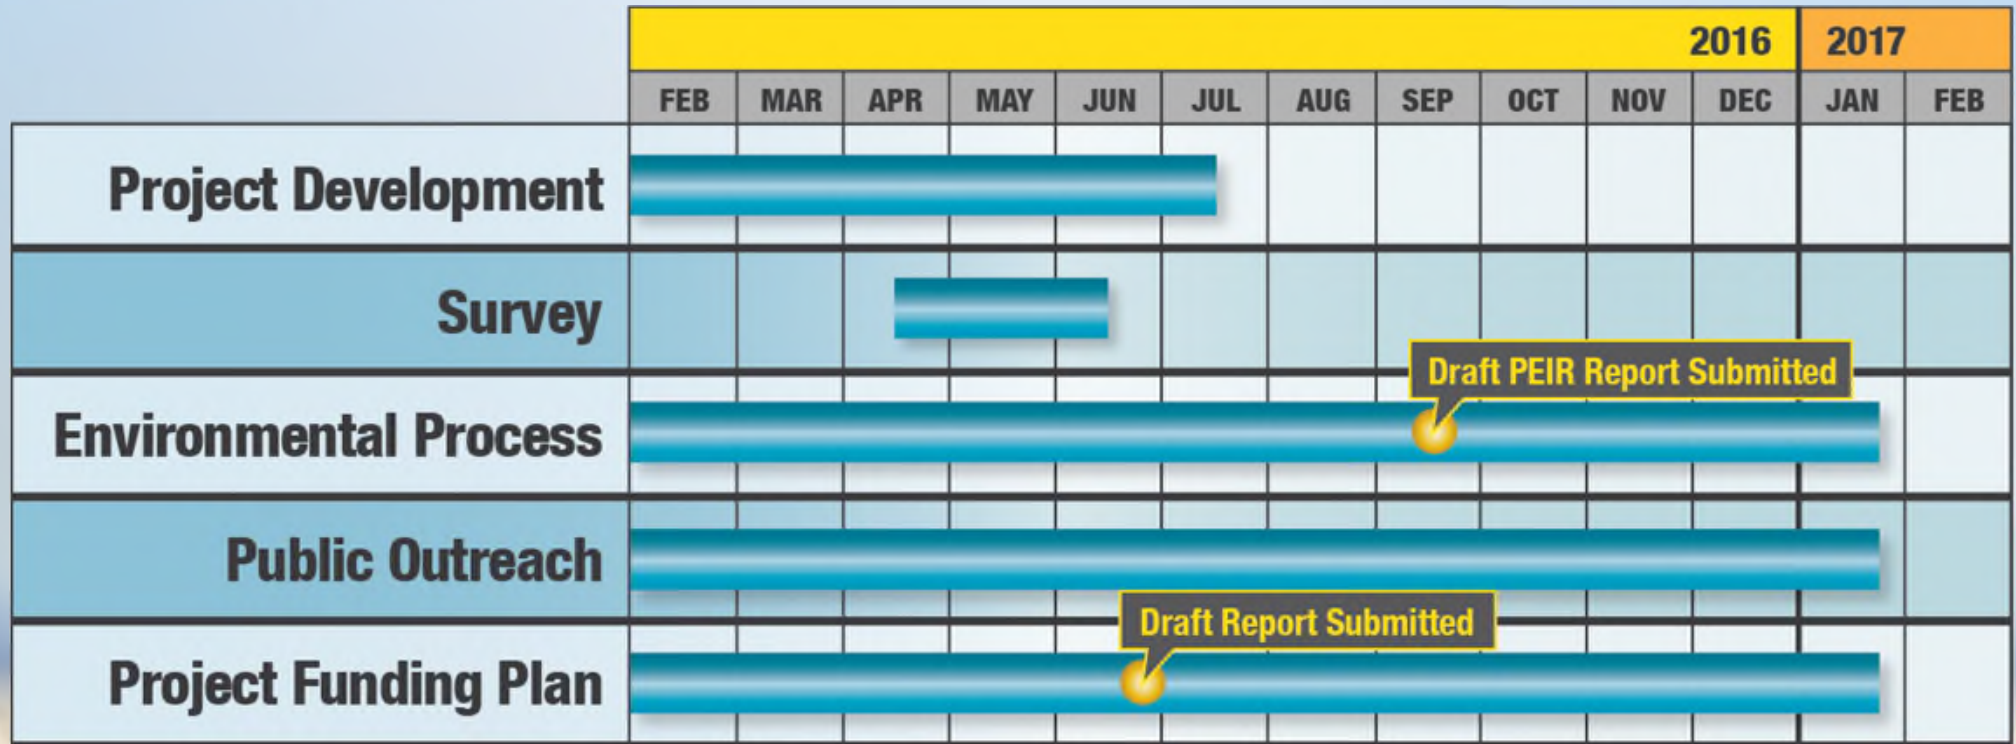 2016 2017
FEB MAR APR MAY JUN JUL AUG SEP OCT NOV DEC JAN FEB
Project Development
Survey
Draft PEIR Report Submitted
Environmental Process
Public Outreach
Draft Report Submitted
Project Funding Plan